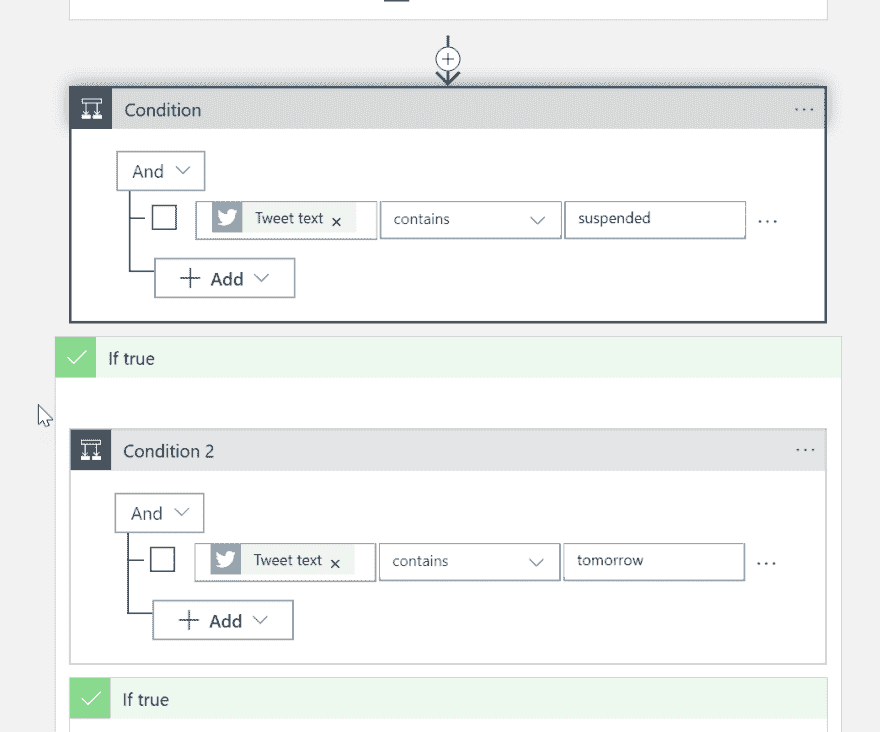 Condition
And
Tweet text contains suspended
Add
If true
Condition 2
And
Tweet text contains tomorrow
Add
If true